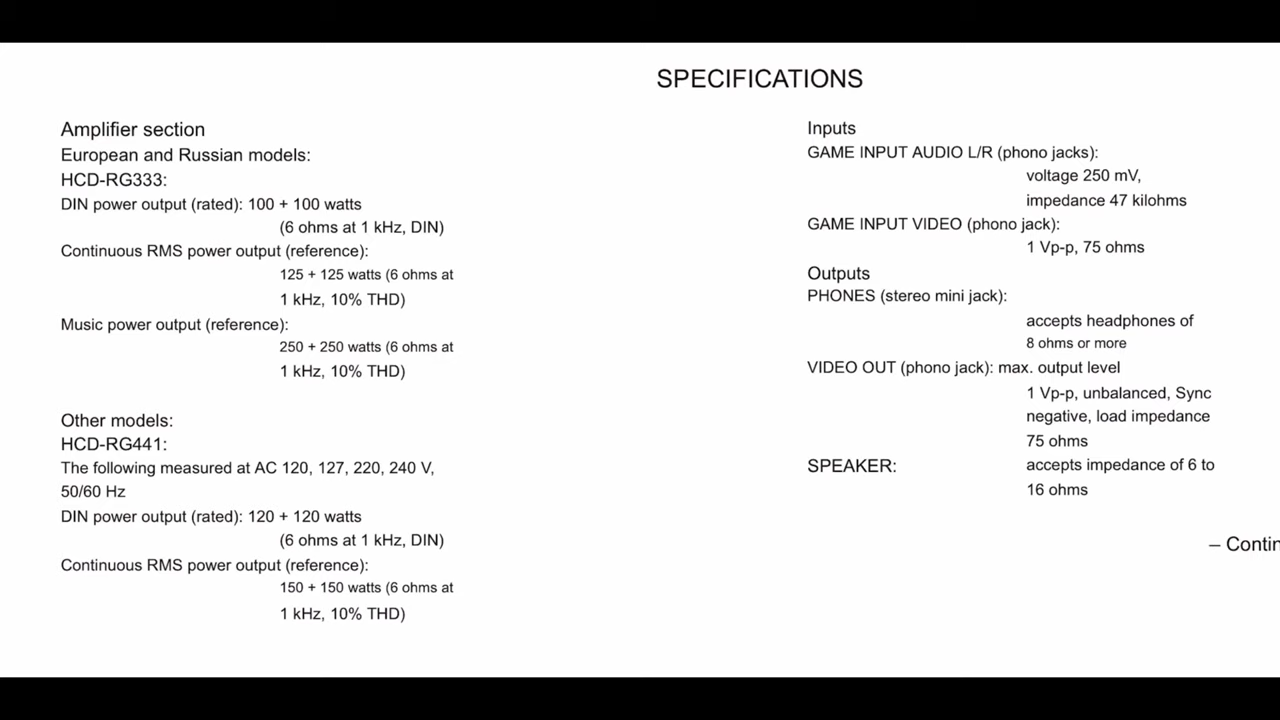 SPECIFICATIONS
Amplifier section
European and Russian models:
HCD-RG333:
DIN power output (rated): 100 + 100 watts
(6 ohms at 1 kHz, DIN)
Continuous RMS power output (reference):
125 + 125 watts (6 ohms at
1 kHz, 10% THD)
Music power output (reference):
250 + 250 watts (6 ohms at
1 kHz, 10% THD)
Other models:
HCD-RG441:
The following measured at AC 120, 127, 220, 240 V,
50/60 Hz
DIN power output (rated): 120 + 120 watts
(6 ohms at 1 kHz, DIN)
Continuous RMS power output (reference):
150 + 150 watts (6 ohms at
1 kHz, 10% THD)
Inputs
GAME INPUT AUDIO L/R (phono jacks):
voltage 250 mV,
impedance 47 kilohms
GAME INPUT VIDEO (phono jack):
1 Vp-p, 75 ohms
Outputs
PHONES (stereo mini jack):
accepts headphones of
8 ohms or more
VIDEO OUT (phono jack): max. output level
1 Vp-p, unbalanced, Sync
negative, load impedance
75 ohms
SPEAKER: accepts impedance of 6 to
16 ohms
– Contin